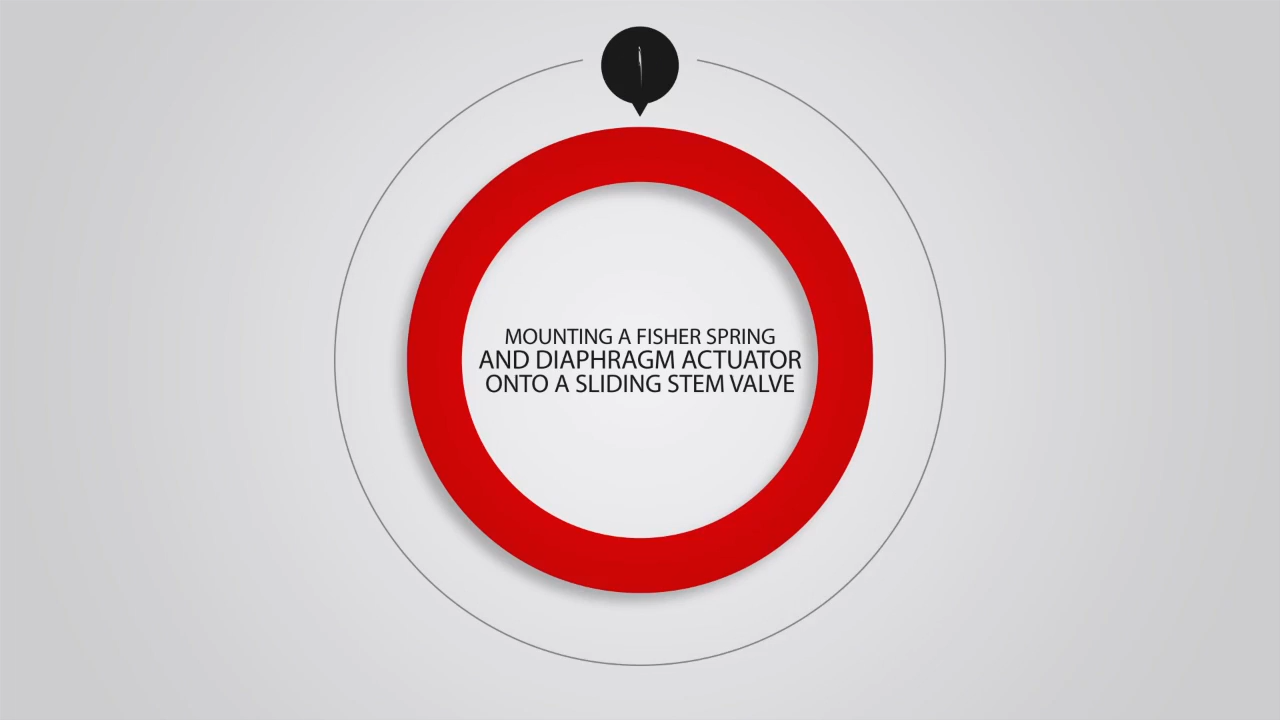 MOUNTING A FISHER SPRING
AND DIAPHRAGM ACTUATOR
ONTO A SLIDING STEM VALVE